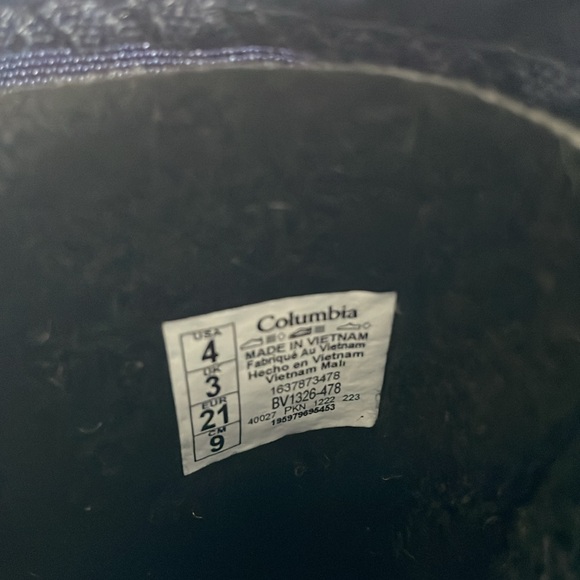 USA
4
UK
3
EUR
21
CM
9
Columbia
MADE IN VIETNAM
Fabriqué Au Vietnam
Hecho en Vietnam
Vietnam Malı
1637873478
BV1326-478
40027 PKN 1222 223
195979695453